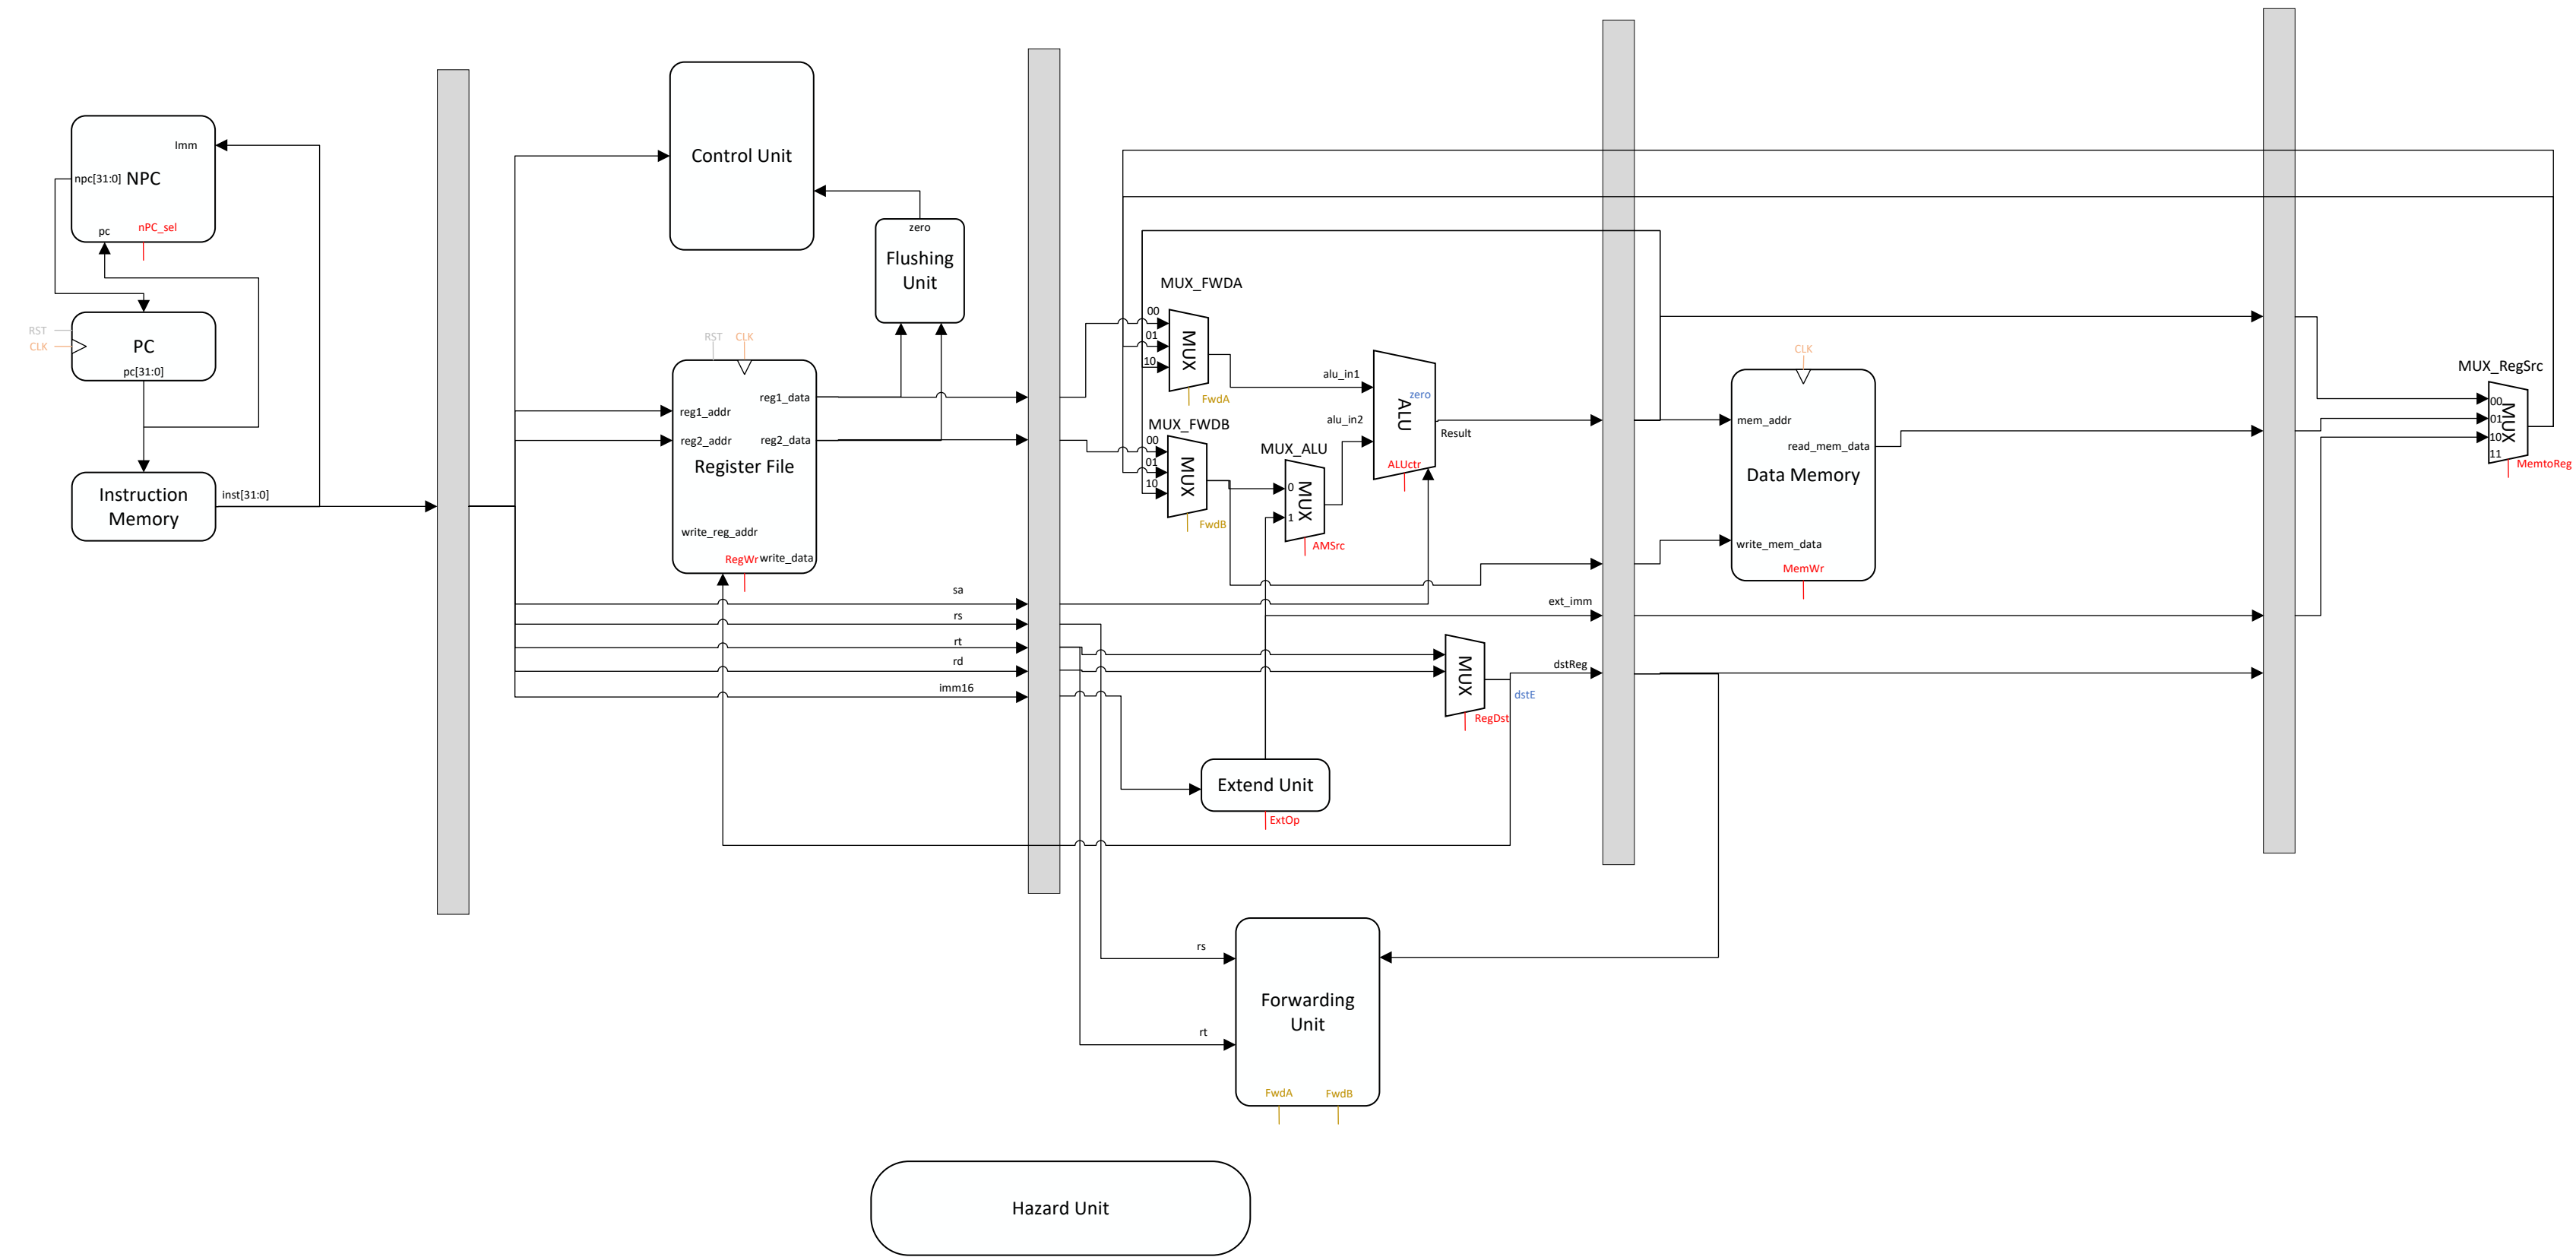 Imm
npc[31:0] NPC
pc
nPC_sel
RST
CLK
PC
pc[31:0]
Instruction
Memory
inst[31:0]
Control Unit
zero
Flushing
Unit
RST
CLK
reg1_addr
reg1_data
reg2_addr
reg2_data
Register File
write_reg_addr
RegWr
write_data
sa
rs
rt
rd
imm16
MUX_FWDA
00
01
10
MUX
FwdA
MUX_FWDB
00
01
10
MUX
FwdB
MUX_ALU
0
1
MUX
AMSrc
alu_in1
alu_in2
zero
ALU
ALUctr
Result
ext_imm
MUX
RegDst
dstReg
dstE
Extend Unit
ExtOp
CLK
mem_addr
read_mem_data
Data Memory
write_mem_data
MemWr
MUX_RegSrc
00
01
10
11
MUX
MemtoReg
rs
Forwarding
Unit
rt
FwdA
FwdB
Hazard Unit